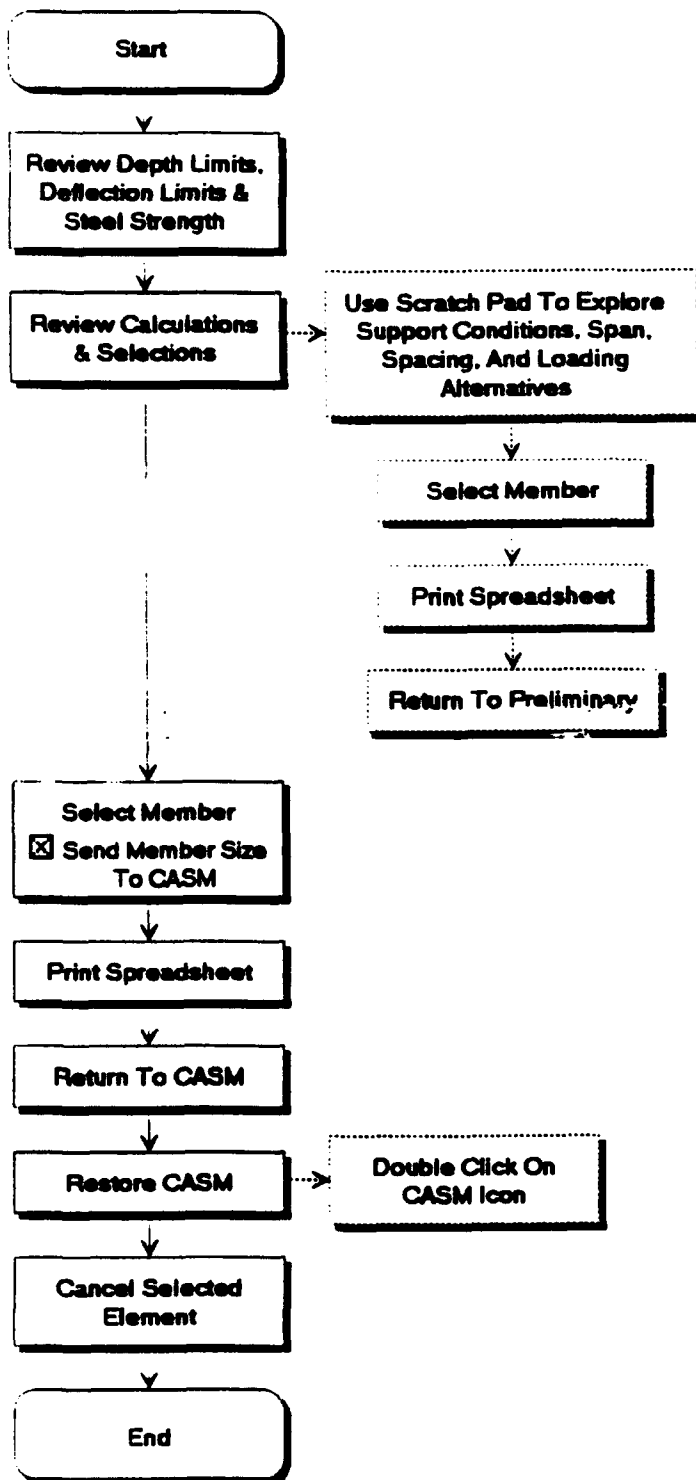 Start
Review Depth Limits,
Deflection Limits &
Steel Strength
Review Calculations
& Selections
Use Scratch Pad To Explore
Support Conditions, Span,
Spacing, And Loading
Alternatives
Select Member
Print Spreadsheet
Return To Preliminary
Select Member
Send Member Size
To CASM
Print Spreadsheet
Return To CASM
Restore CASM
Double Click On
CASM Icon
Cancel Selected
Element
End